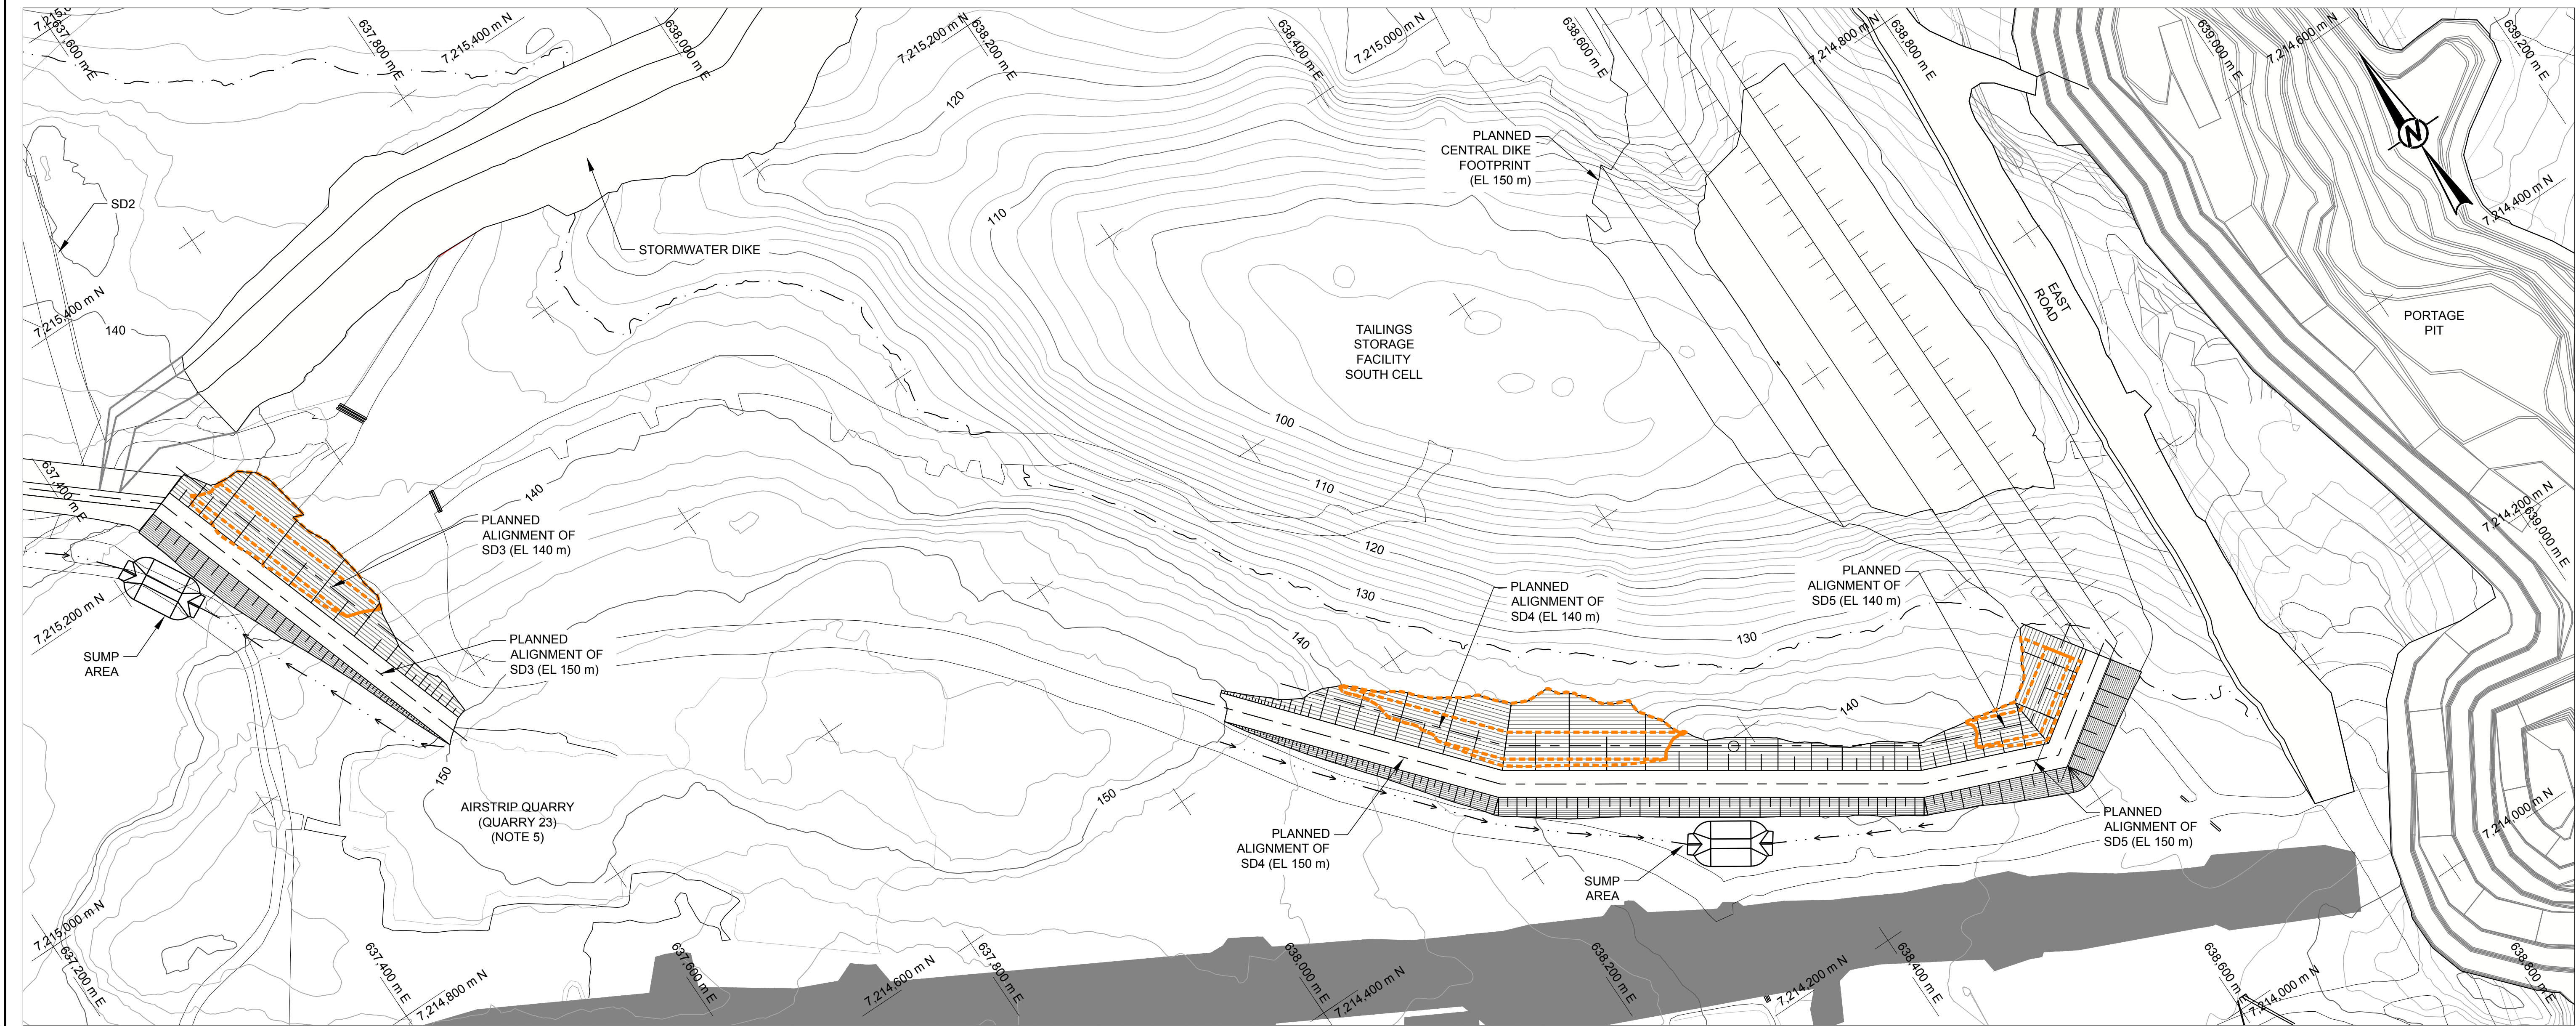 7,215,6
637,600 m E
637,800 m E
7,215,400 m N
638,000 m E
7,215,200 m N
638,200 m E
638,400 m E
7,215,000 m N
638,600 m E
7,214,800 m N
638,800 m E
639,000 m E
7,214,600 m N
639,200 m E
N
7,214,400 m N
120
PLANNED
CENTRAL DIKE
FOOTPRINT
(EL 150 m)
SD2
110
STORMWATER DIKE
7,215,400 m N
140
TAILINGS
STORAGE
FACILITY
SOUTH CELL
EAST
ROAD
PORTAGE
PIT
100
637,400 m E
140
110
7,214,200 m N
639,000 m E
PLANNED
ALIGNMENT OF
SD3 (EL 140 m)
120
7,215,200 m N
SUMP
AREA
PLANNED
ALIGNMENT OF
SD3 (EL 150 m)
130
140
PLANNED
ALIGNMENT OF
SD4 (EL 140 m)
PLANNED
ALIGNMENT OF
SD5 (EL 140 m)
130
140
150
AIRSTRIP QUARRY
(QUARRY 23)
(NOTE 5)
150
PLANNED
ALIGNMENT OF
SD4 (EL 150 m)
SUMP
AREA
PLANNED
ALIGNMENT OF
SD5 (EL 150 m)
7,214,000 m N
7,215,000 m N
637,200 m E
637,400 m E
7,214,800 m N
637,600 m E
7,214,600 m N
637,800 m E
638,000 m E
7,214,400 m N
638,200 m E
7,214,200 m N
638,400 m E
638,600 m E
7,214,000 m N
638,800 m E